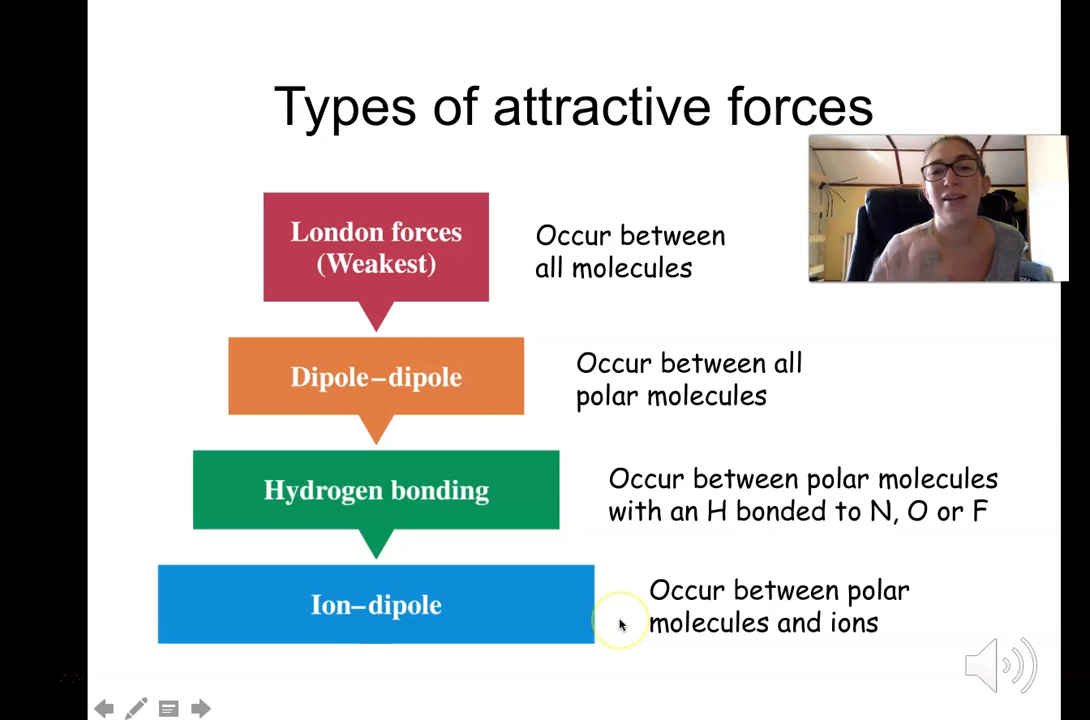 Types of attractive forces
London forces
(Weakest)
Occur between
all molecules
Dipole–dipole
Occur between all
polar molecules
Hydrogen bonding
Occur between polar molecules
with an H bonded to N, O or F
Ion–dipole
Occur between polar
molecules and ions